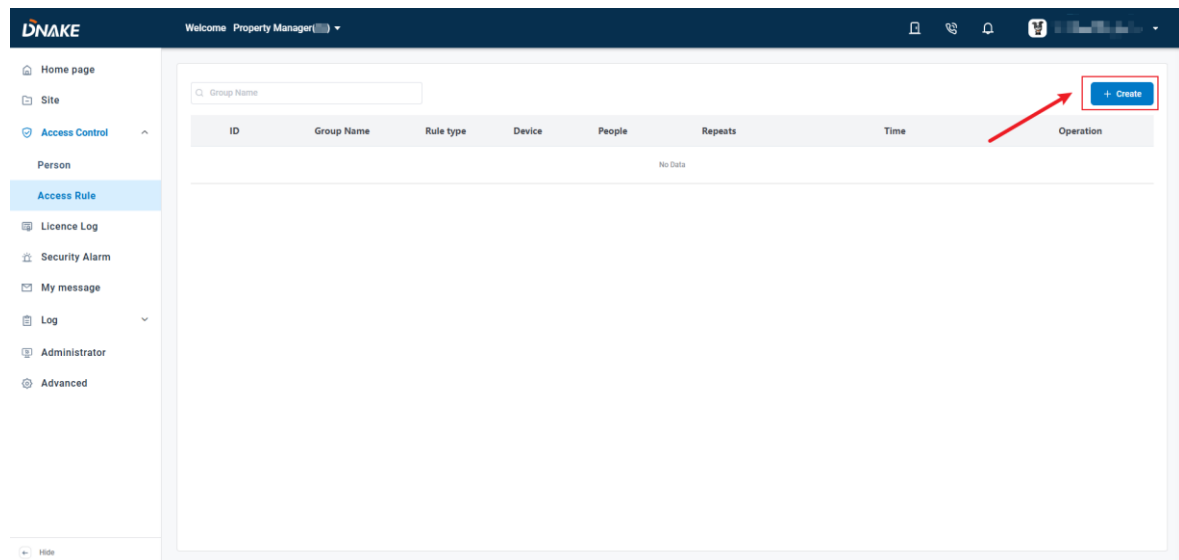 DNAKE
Welcome Property Manager( )
Home page
Site
Access Control
Person
Access Rule
Licence Log
Security Alarm
My message
Log
Administrator
Advanced
Hide
Group Name
+ Create
ID Group Name Rule type Device People Repeats Time Operation
No Data